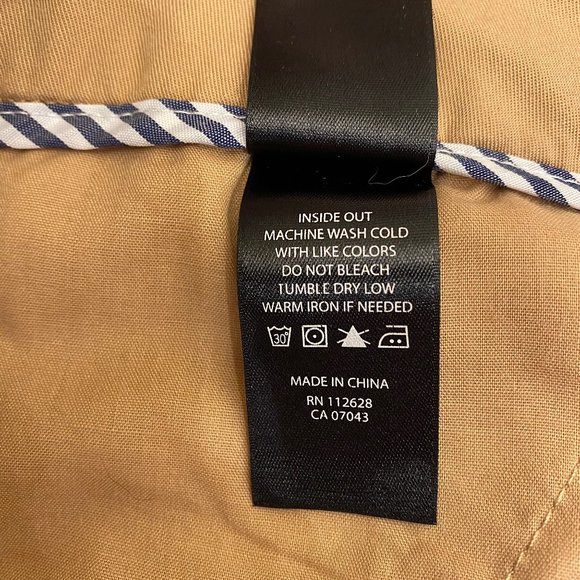 INSIDE OUT
MACHINE WASH COLD
WITH LIKE COLORS
DO NOT BLEACH
TUMBLE DRY LOW
WARM IRON IF NEEDED
30°
MADE IN CHINA
RN 112628
CA 07043